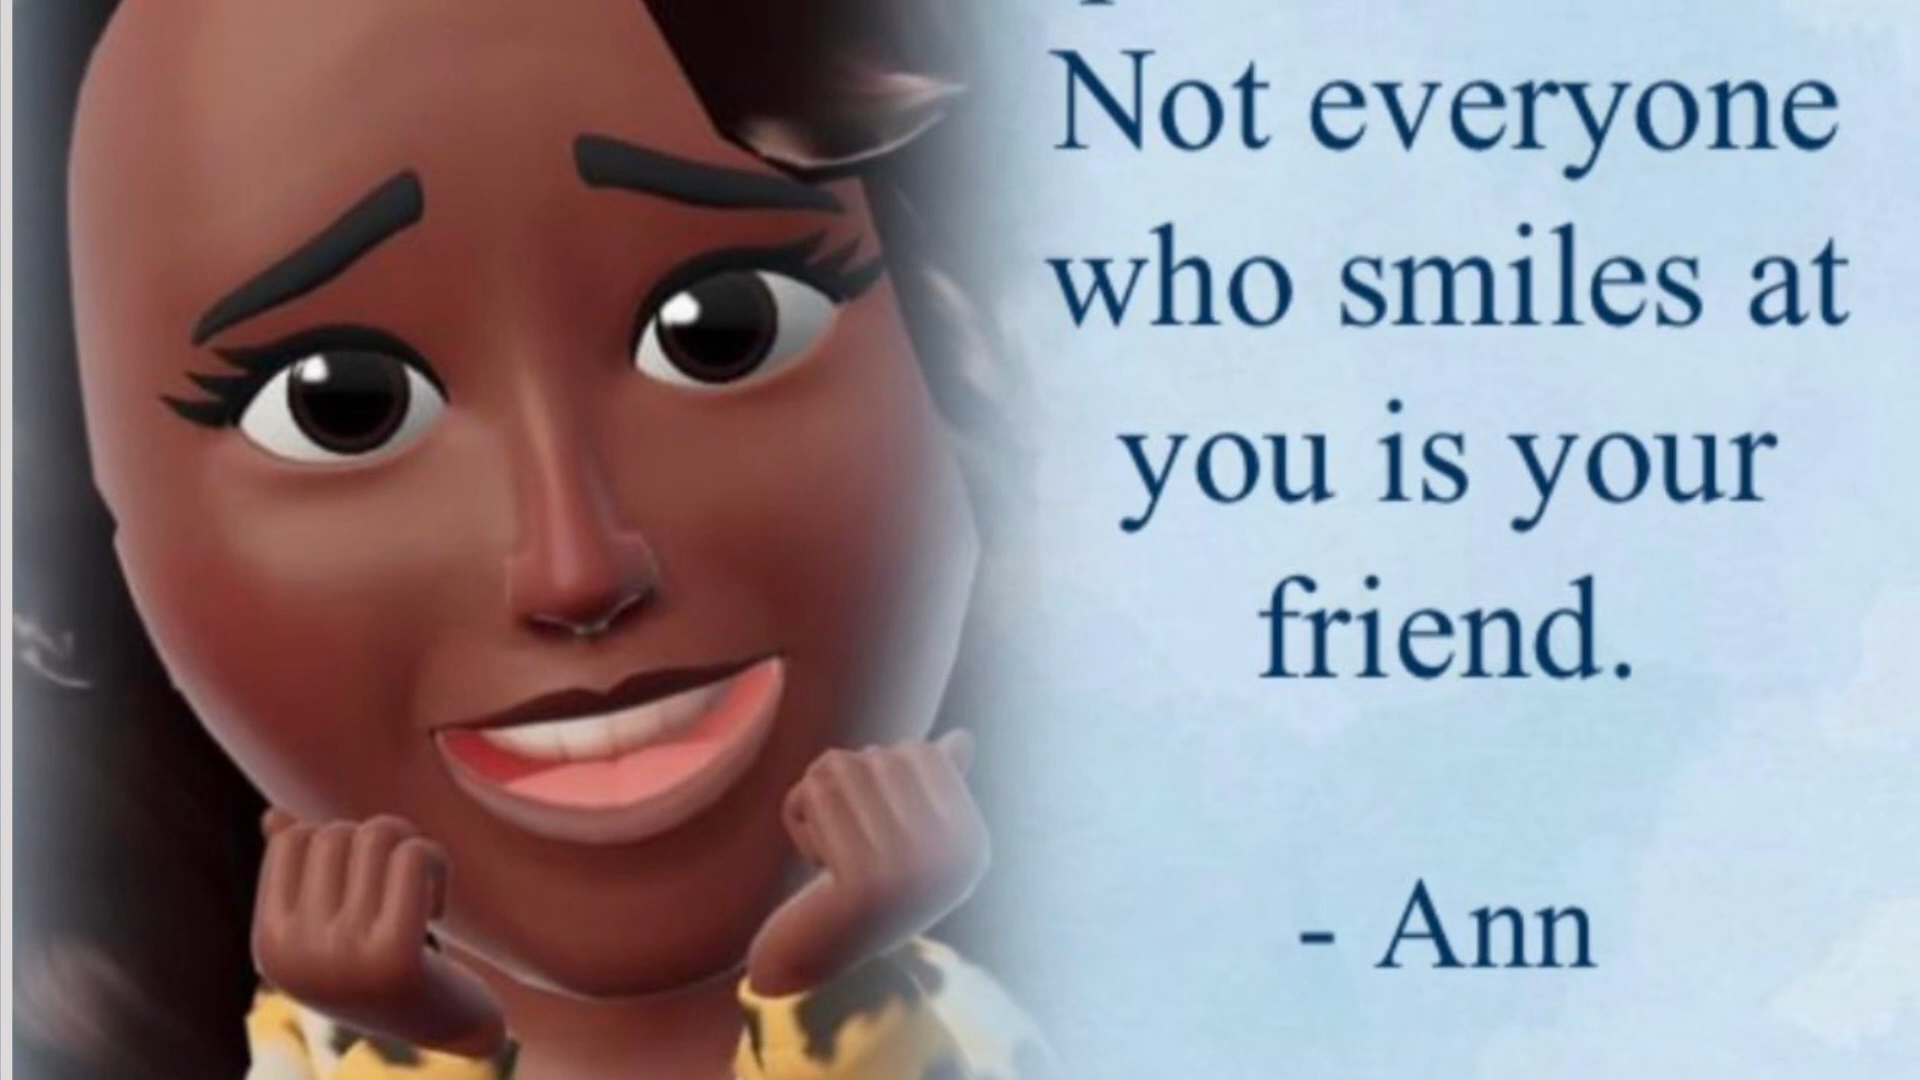 Not everyone
who smiles at
you is your
friend.
- Ann